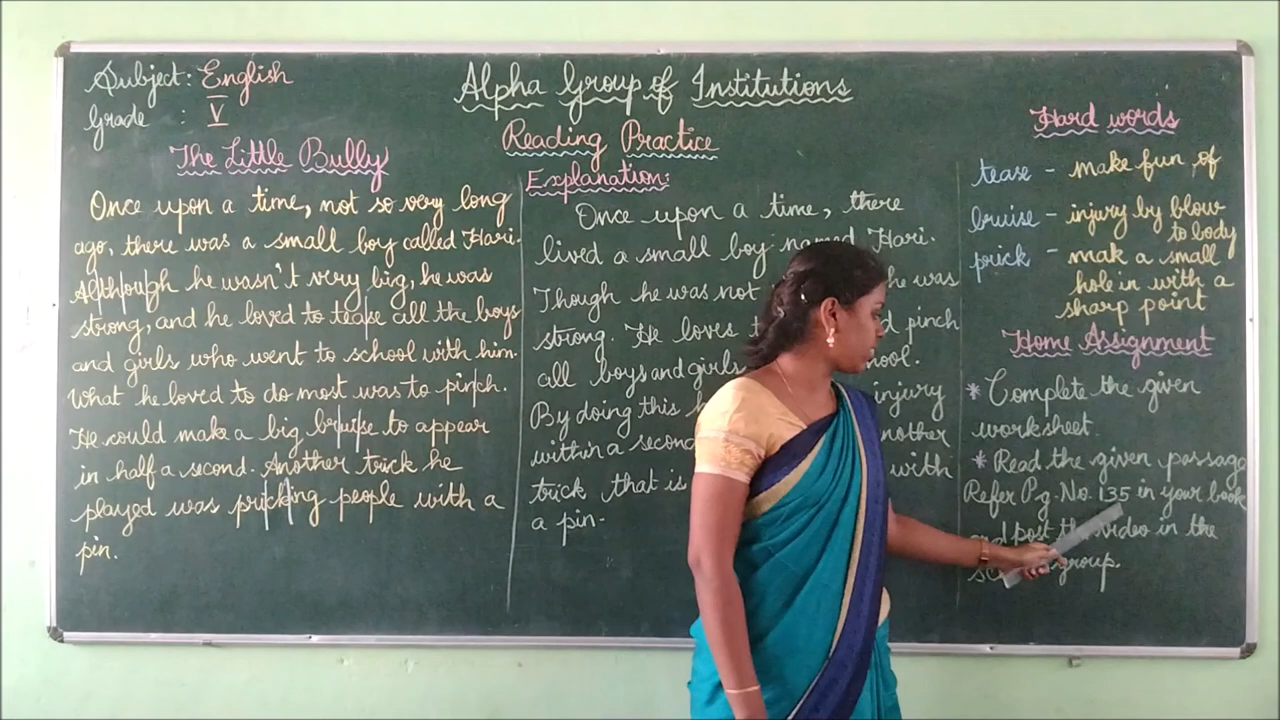 Subject: English
Grade : V
Alpha Group of Institutions
Reading Practice
The Little Bully
Once upon a time, not so very long
ago, there was a small boy called Hari.
Although he wasn't very big, he was
strong, and he loved to tease all the boys
and girls who went to school with him.
What he loved to do most was to pinch.
He could make a big bruise to appear
in half a second. Another trick he
played was pricking people with a
pin.
Explanation:
Once upon a time, there
lived a small boy named Hari.
Though he was not he was
strong. He loves pinch
all boys and girls
By doing this injury
within a second
trick that is with
a pin.
Hard words
tease - make fun of
bruise - injury by blow
to body
prick - make a small
hole in with a
sharp point
Home Assignment
* Complete the given
worksheet.
* Read the given passage
Refer Pg. No. 135 in your book
and post the video in the
group.